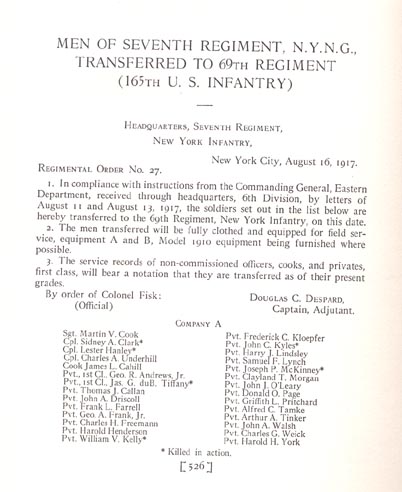 MEN OF SEVENTH REGIMENT, N.Y.N.G.,
TRANSFERRED TO 69TH REGIMENT
(165TH U. S. INFANTRY)
HEADQUARTERS, SEVENTH REGIMENT,
NEW YORK INFANTRY,
New York City, August 16, 1917.
REGIMENTAL ORDER NO. 27.
1. In compliance with instructions from the Commanding General, Eastern
Department, received through headquarters, 6th Division, by letters of
August 11 and August 13, 1917, the soldiers set out in the list below are
hereby transferred to the 69th Regiment, New York Infantry, on this date.
2. The men transferred will be fully clothed and equipped for field ser-
vice, equipment A and B, Model 1910 equipment being furnished where
possible.
3. The service records of non-commissioned officers, cooks, and privates,
first class, will bear a notation that they are transferred as of their present
grades.
By order of Colonel Fisk:
(Official)
DOUGLAS C. DESPARD,
Captain, Adjutant.
COMPANY A
Sgt. Martin V. Cook
Cpl. Sidney A. Clark*
Cpl. Lester Hanley*
Cpl. Charles A. Underhill
Cook James L. Cahill
Pvt., 1st Cl. Geo. R. Andrews, Jr.
Pvt., 1st Cl. Jas. G. duB. Tiffany*
Pvt. Thomas J. Callan
Pvt. John A. Driscoll
Pvt. Frank L. Farrell
Pvt. Geo. A. Frank, Jr.
Pvt. Charles H. Freemann
Pvt. Harold Henderson
Pvt. William V. Kelly*
Pvt. Frederick C. Kloepfer
Pvt. John C. Kyles*
Pvt. Harry J. Lindsley
Pvt. Samuel F. Lynch
Pvt. Joseph P. McKinney*
Pvt. Clayland T. Morgan
Pvt. John J. O'Leary
Pvt. Donald O. Page
Pvt. Griffith L. Pritchard
Pvt. Alfred C. Tamke
Pvt. Arthur A. Tinker
Pvt. John A. Walsh
Pvt. Charles G. Weick
Pvt. Harold H. York
* Killed in action.
[526]